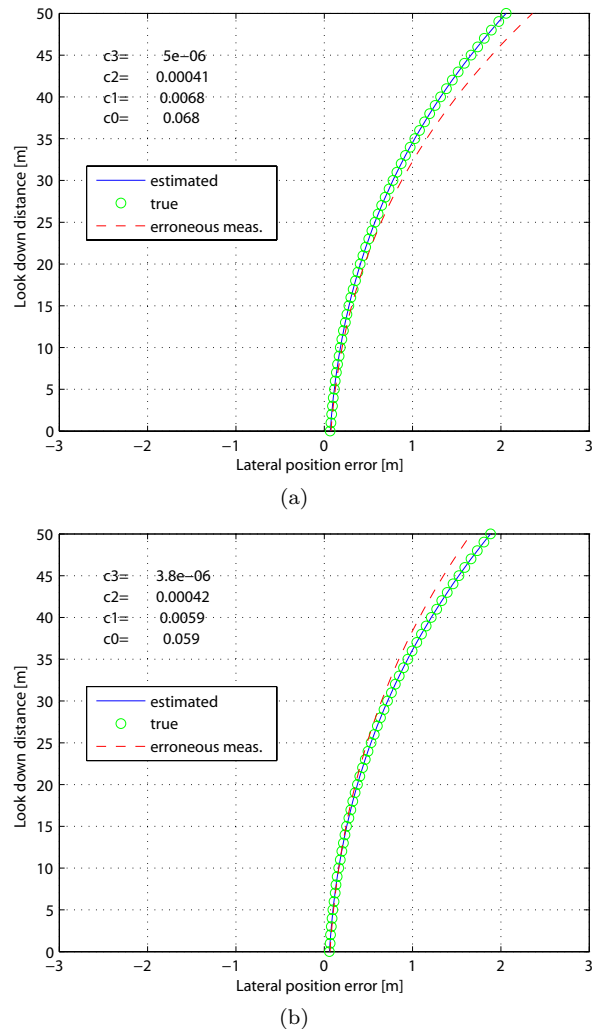 50
45
40
35
30
25
20
15
10
5
0
Look down distance [m]
c3= 5e−06
c2= 0.00041
c1= 0.0068
c0= 0.068
estimated
true
erroneous meas.
−3 −2 −1 0 1 2 3
Lateral position error [m]
(a)
50
45
40
35
30
25
20
15
10
5
0
Look down distance [m]
c3= 3.8e−06
c2= 0.00042
c1= 0.0059
c0= 0.059
estimated
true
erroneous meas.
−3 −2 −1 0 1 2 3
Lateral position error [m]
(b)